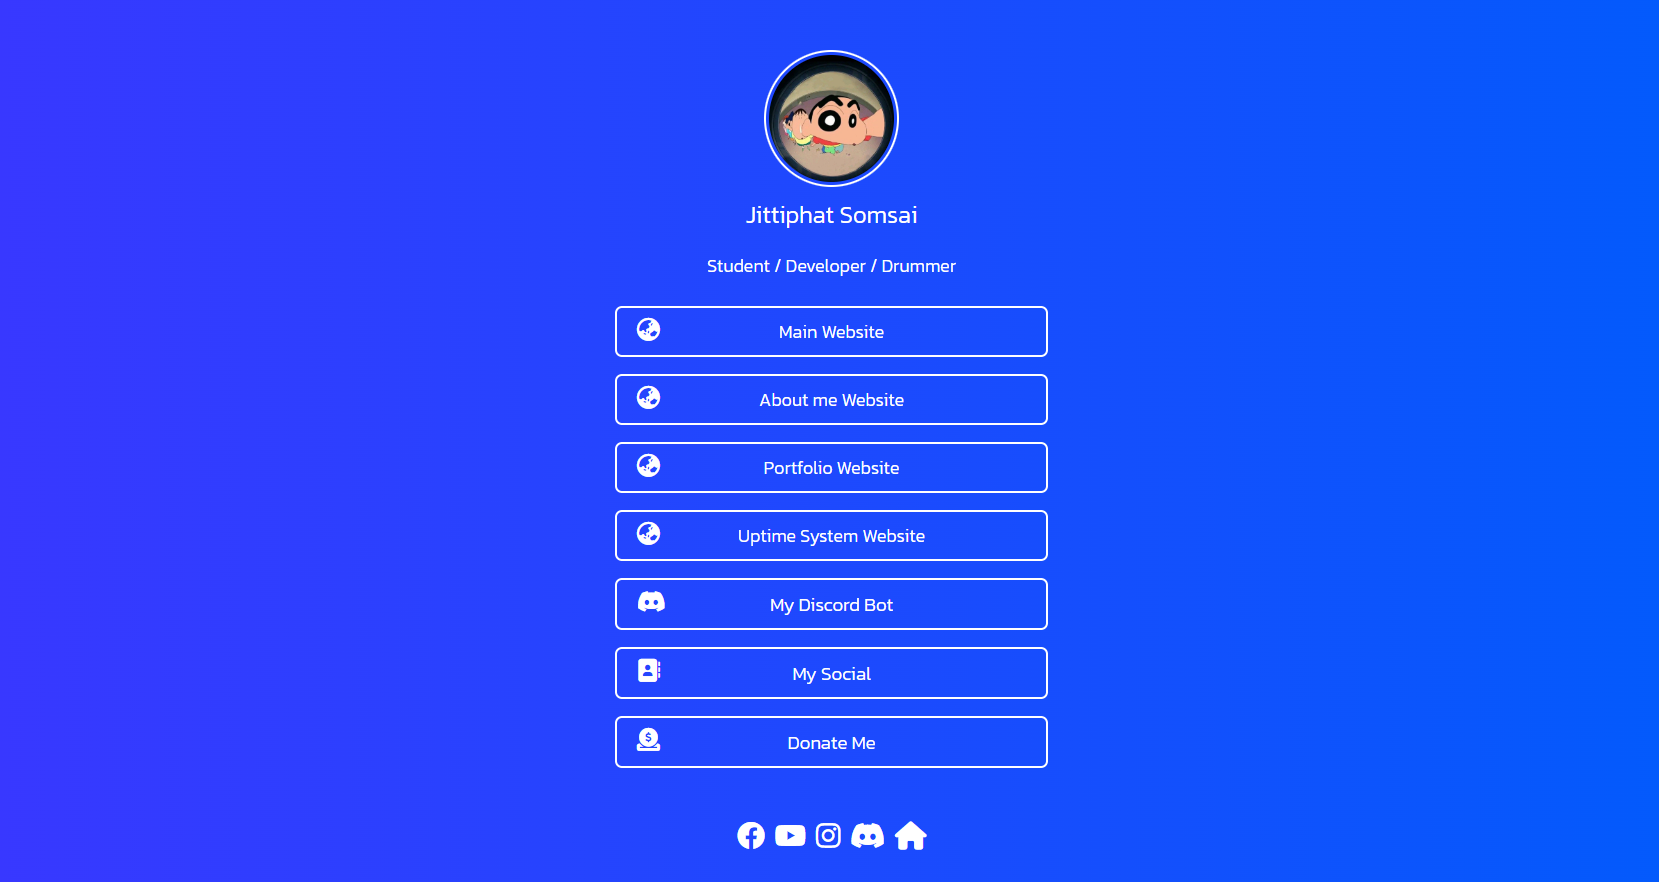 Jittiphat Somsai
Student / Developer / Drummer
Main Website
About me Website
Portfolio Website
Uptime System Website
My Discord Bot
My Social
Donate Me